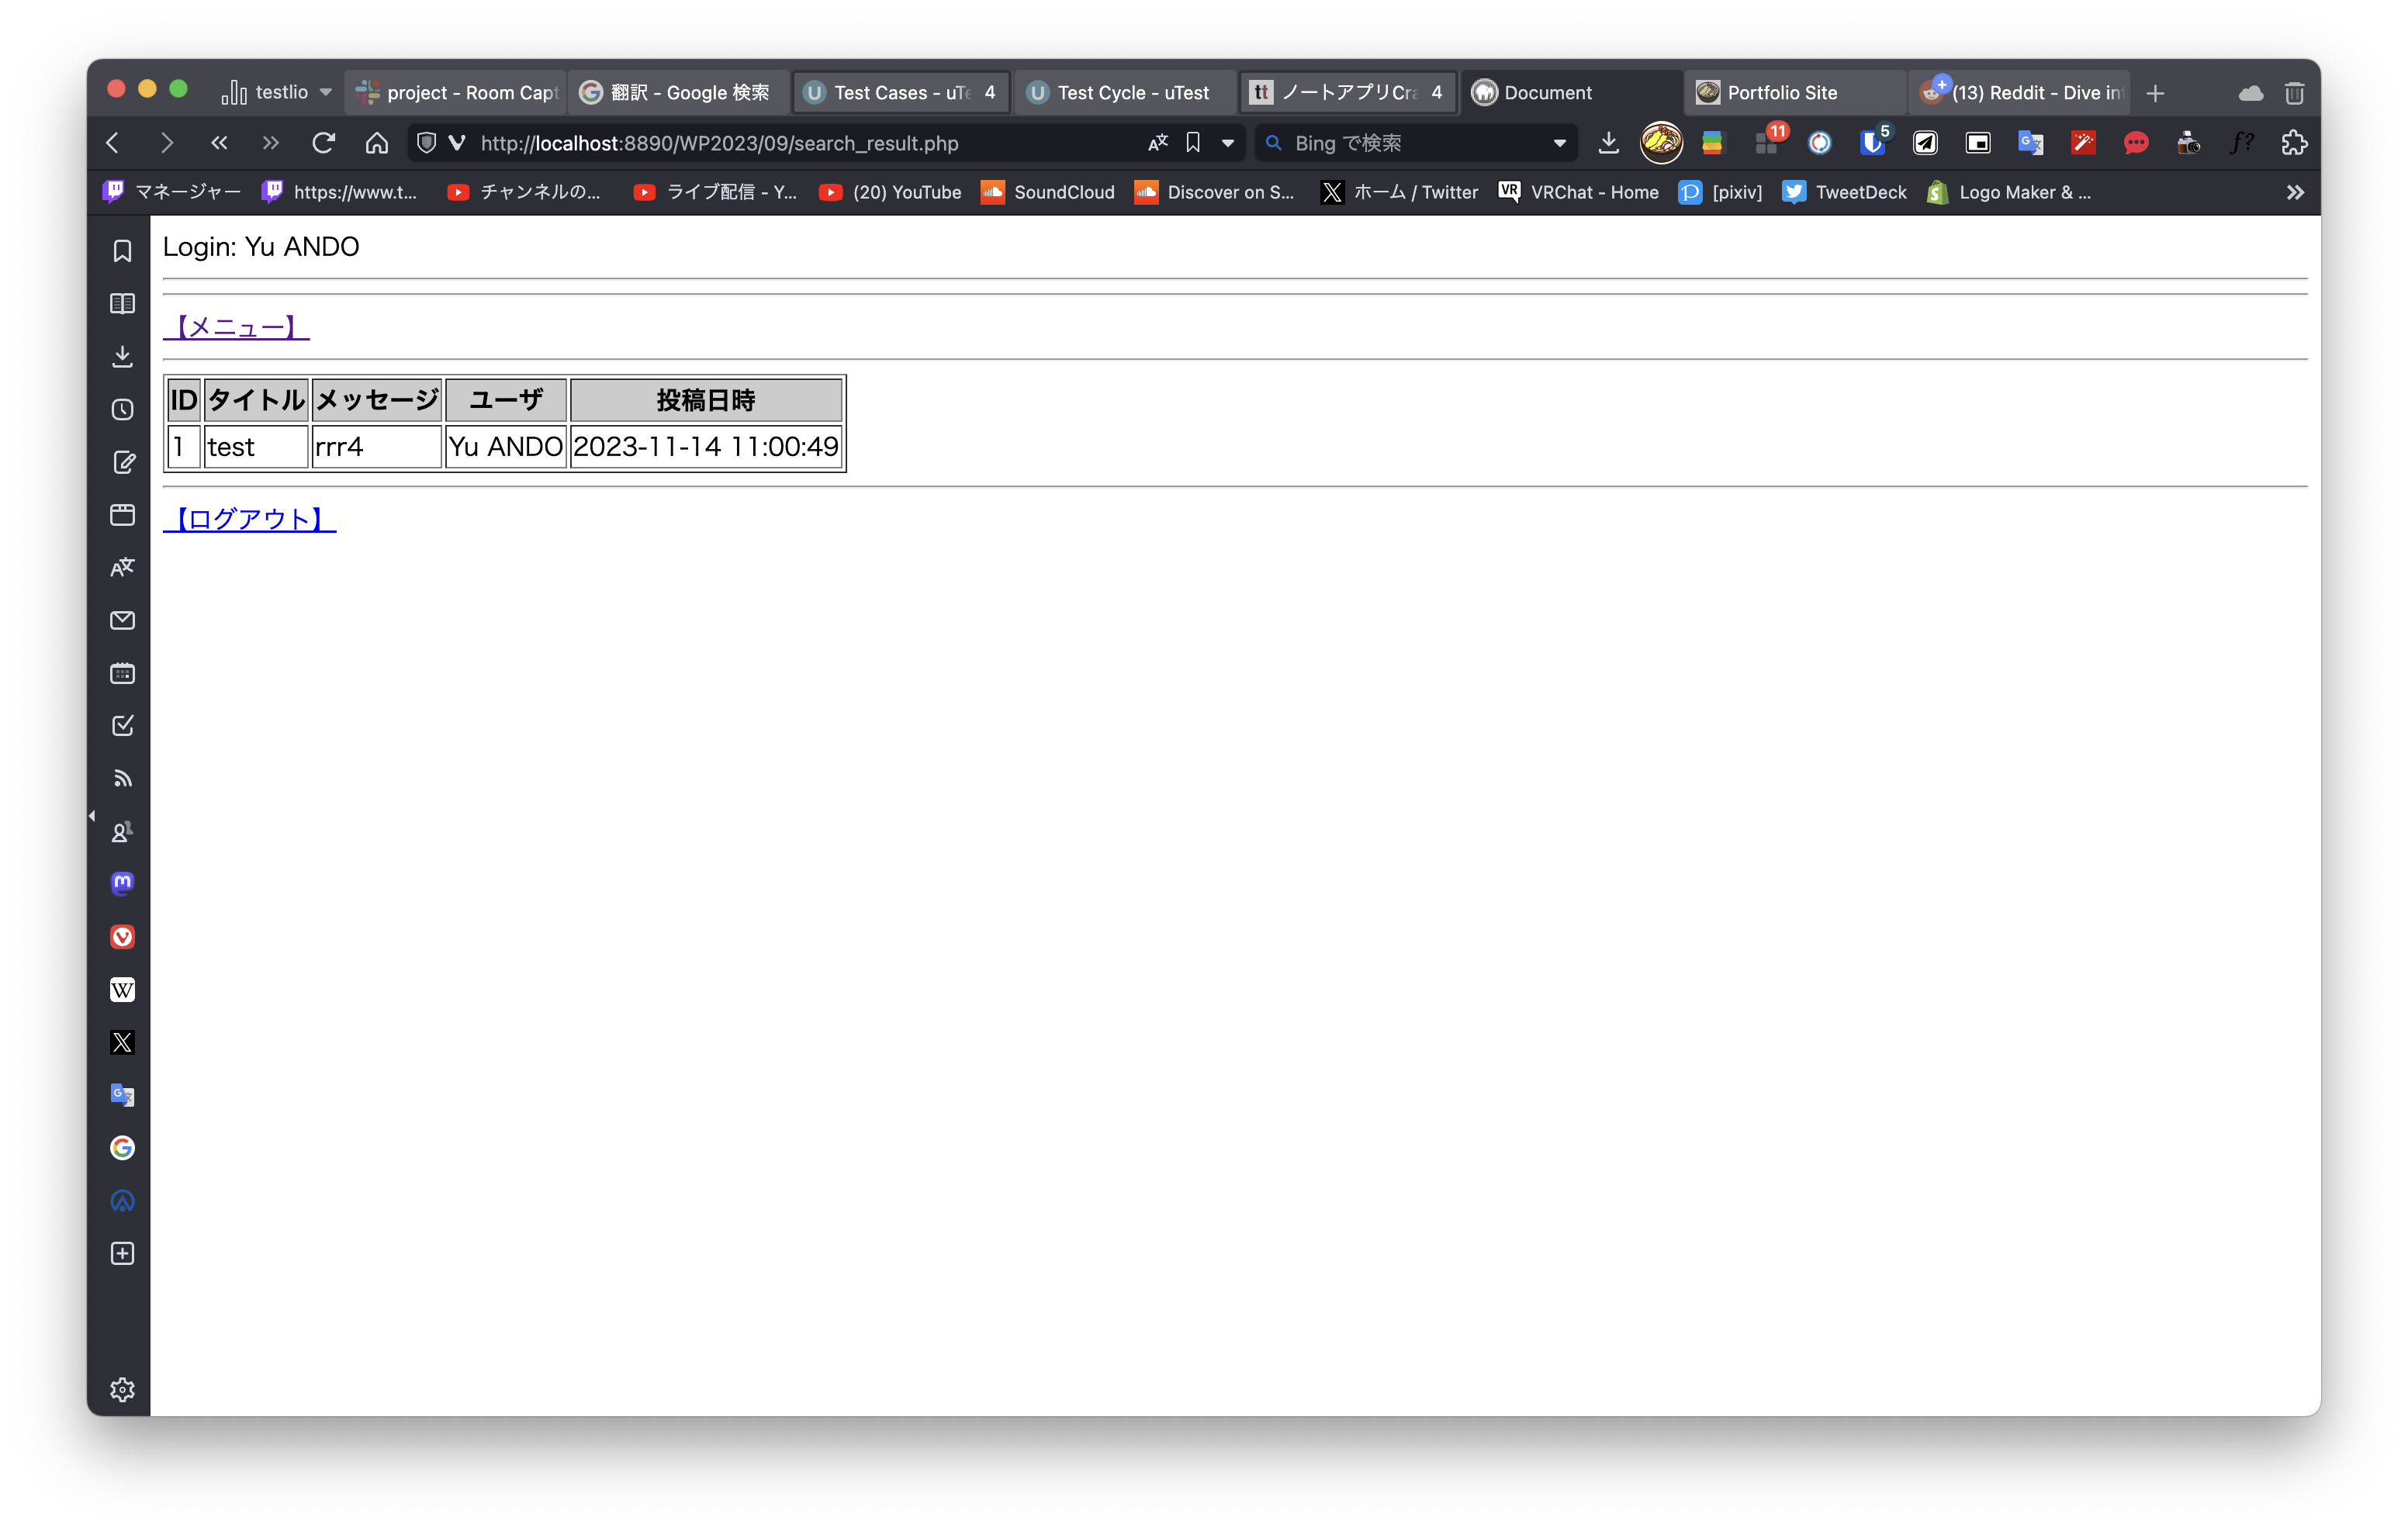 testlio
project - Room Capt
翻訳 - Google 検索
Test Cases - uTe 4
Test Cycle - uTest
tt ノートアプリCra 4
Document
Portfolio Site
(13) Reddit - Dive int
http://localhost:8890/WP2023/09/search_result.php
Bing で検索
11
5
f?
マネージャー
https://www.t...
チャンネルの...
ライブ配信 - Y...
(20) YouTube
SoundCloud
Discover on S...
ホーム / Twitter
VRChat - Home
[pixiv]
TweetDeck
Logo Maker & ...
Login: Yu ANDO
【メニュー】
ID タイトル メッセージ ユーザ 投稿日時
1 test rrr4 Yu ANDO 2023-11-14 11:00:49
【ログアウト】